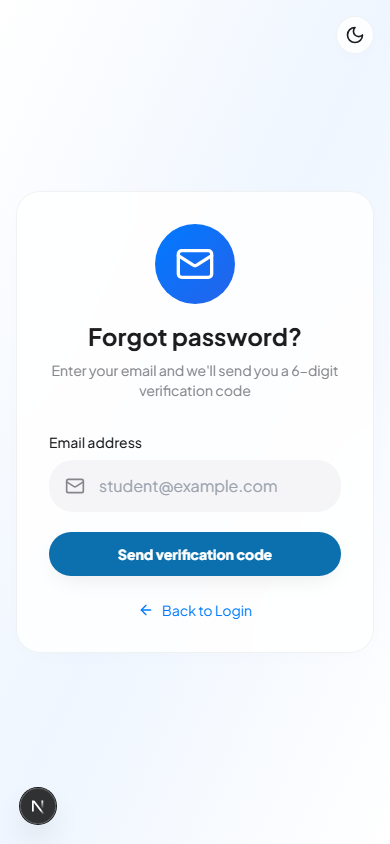 Forgot password?
Enter your email and we'll send you a 6-digit
verification code
Email address
student@example.com
Send verification code
Back to Login
N